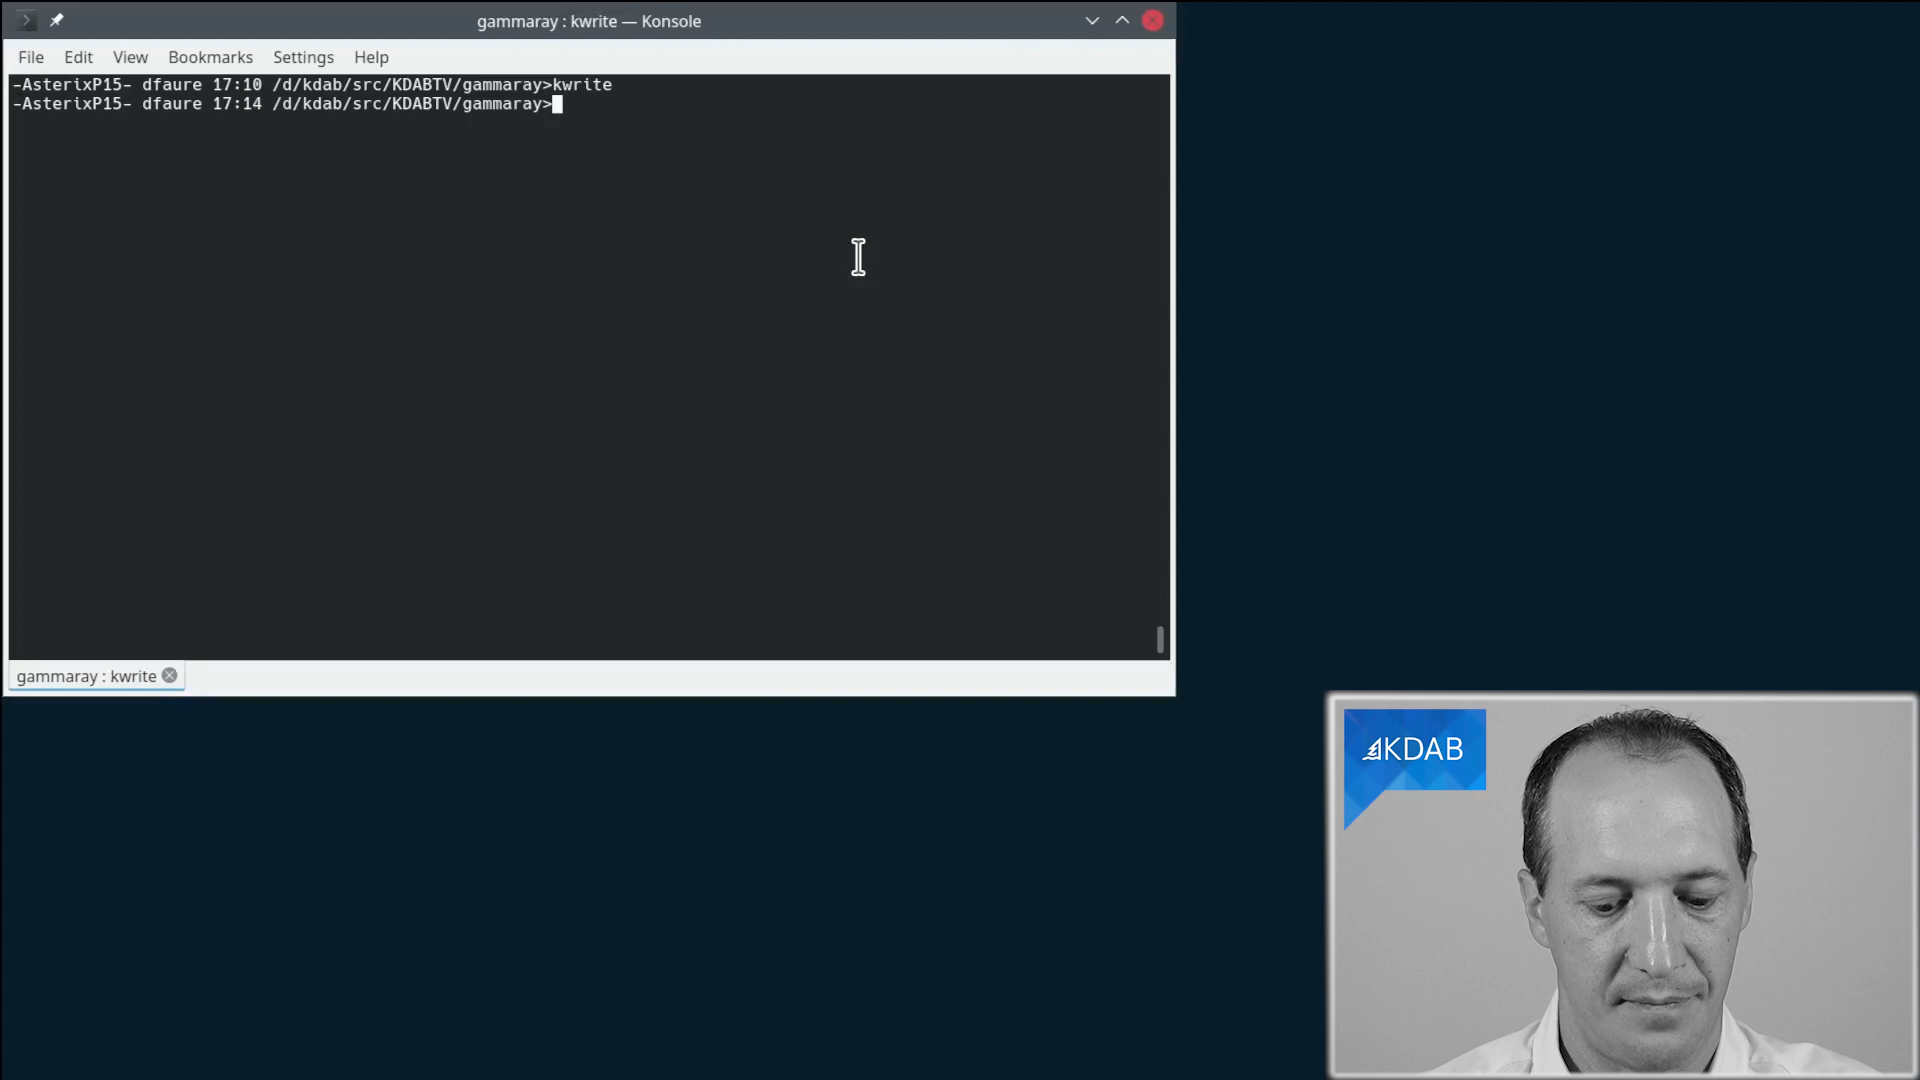 gammaray : kwrite — Konsole
File Edit View Bookmarks Settings Help
-AsterixP15- dfaure 17:10 /d/kdab/src/KDABTV/gammaray>kwrite
-AsterixP15- dfaure 17:14 /d/kdab/src/KDABTV/gammaray>
gammaray : kwrite
KDAB